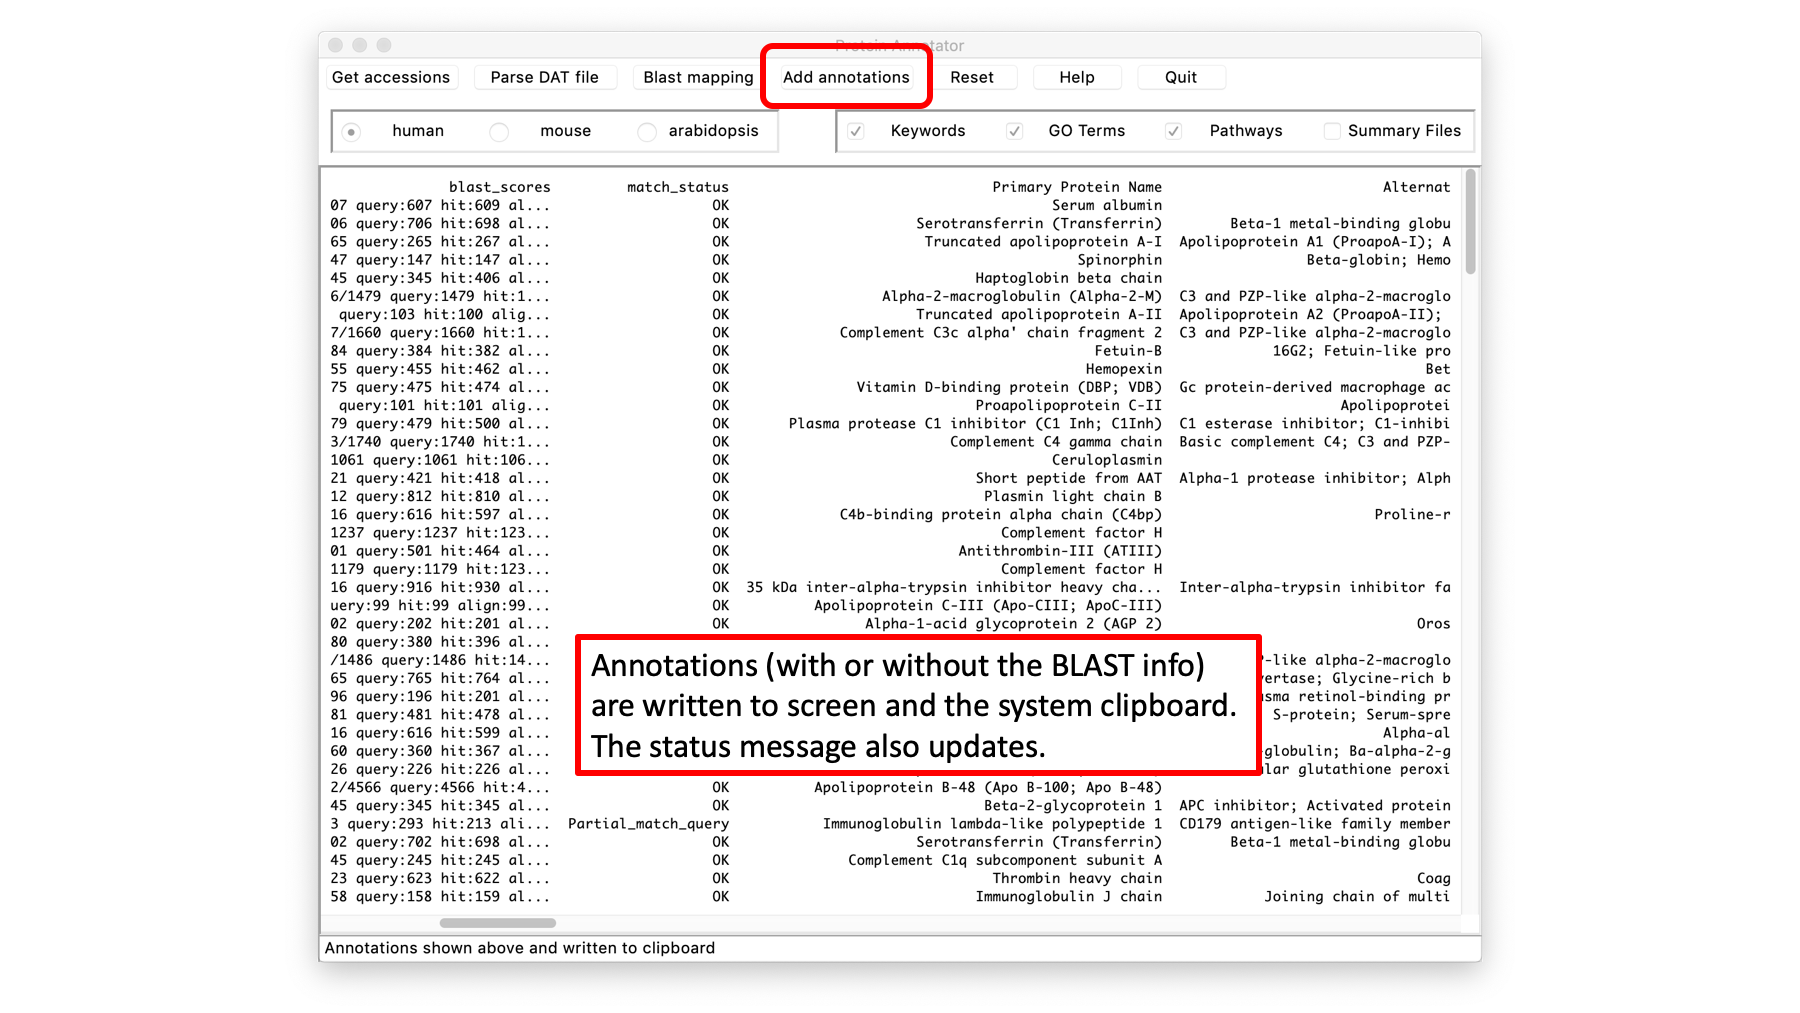 Protein Annotator
Get accessions Parse DAT file Blast mapping Add annotations Reset Help Quit
human mouse arabidopsis Keywords GO Terms Pathways Summary Files
blast_scores match_status Primary Protein Name Alternat
07 query:607 hit:609 al... OK Serum albumin
06 query:706 hit:698 al... OK Serotransferrin (Transferrin) Beta-1 metal-binding globu
65 query:265 hit:267 al... OK Truncated apolipoprotein A-I Apolipoprotein A1 (ProapoA-I); A
47 query:147 hit:147 al... OK Spinorphin Beta-globin; Hemo
45 query:345 hit:406 al... OK Haptoglobin beta chain
6/1479 query:1479 hit:1... OK Alpha-2-macroglobulin (Alpha-2-M) C3 and PZP-like alpha-2-macroglo
query:103 hit:100 alig... OK Truncated apolipoprotein A-II Apolipoprotein A2 (ProapoA-II);
7/1660 query:1660 hit:1... OK Complement C3c alpha' chain fragment 2 C3 and PZP-like alpha-2-macroglo
84 query:384 hit:382 al... OK Fetuin-B 16G2; Fetuin-like pro
55 query:455 hit:462 al... OK Hemopexin Bet
75 query:475 hit:474 al... OK Vitamin D-binding protein (DBP; VDB) Gc protein-derived macrophage ac
query:101 hit:101 alig... OK Proapolipoprotein C-II Apolipoprotei
79 query:479 hit:500 al... OK Plasma protease C1 inhibitor (C1 Inh; C1Inh) C1 esterase inhibitor; C1-inhibi
3/1740 query:1740 hit:1... OK Complement C4 gamma chain Basic complement C4; C3 and PZP-
1061 query:1061 hit:106... OK Ceruloplasmin
21 query:421 hit:418 al... OK Short peptide from AAT Alpha-1 protease inhibitor; Alph
12 query:812 hit:810 al... OK Plasmin light chain B
16 query:616 hit:597 al... OK C4b-binding protein alpha chain (C4bp) Proline-r
1237 query:1237 hit:123... OK Complement factor H
01 query:501 hit:464 al... OK Antithrombin-III (ATIII)
1179 query:1179 hit:123... OK Complement factor H
16 query:916 hit:930 al... OK 35 kDa inter-alpha-trypsin inhibitor heavy cha... Inter-alpha-trypsin inhibitor fa
uery:99 hit:99 align:99... OK Apolipoprotein C-III (Apo-CIII; ApoC-III)
02 query:202 hit:201 al... OK Alpha-1-acid glycoprotein 2 (AGP 2) Oros
80 query:380 hit:396 al...
/1486 query:1486 hit:14... -like alpha-2-macroglo
65 query:765 hit:764 al... vertase; Glycine-rich b
96 query:196 hit:201 al... sma retinol-binding pr
81 query:481 hit:478 al... S-protein; Serum-spre
16 query:616 hit:599 al... Alpha-al
60 query:360 hit:367 al... -globulin; Ba-alpha-2-g
26 query:226 hit:226 al... lar glutathione peroxi
Annotations (with or without the BLAST info)
are written to screen and the system clipboard.
The status message also updates.
2/4566 query:4566 hit:4... OK Apolipoprotein B-48 (Apo B-100; Apo B-48)
45 query:345 hit:345 al... OK Beta-2-glycoprotein 1 APC inhibitor; Activated protein
3 query:293 hit:213 ali... Partial_match_query Immunoglobulin lambda-like polypeptide 1 CD179 antigen-like family member
02 query:702 hit:698 al... OK Serotransferrin (Transferrin) Beta-1 metal-binding globu
45 query:245 hit:245 al... OK Complement C1q subcomponent subunit A
23 query:623 hit:622 al... OK Thrombin heavy chain Coag
58 query:158 hit:159 al... OK Immunoglobulin J chain Joining chain of multi
Annotations shown above and written to clipboard